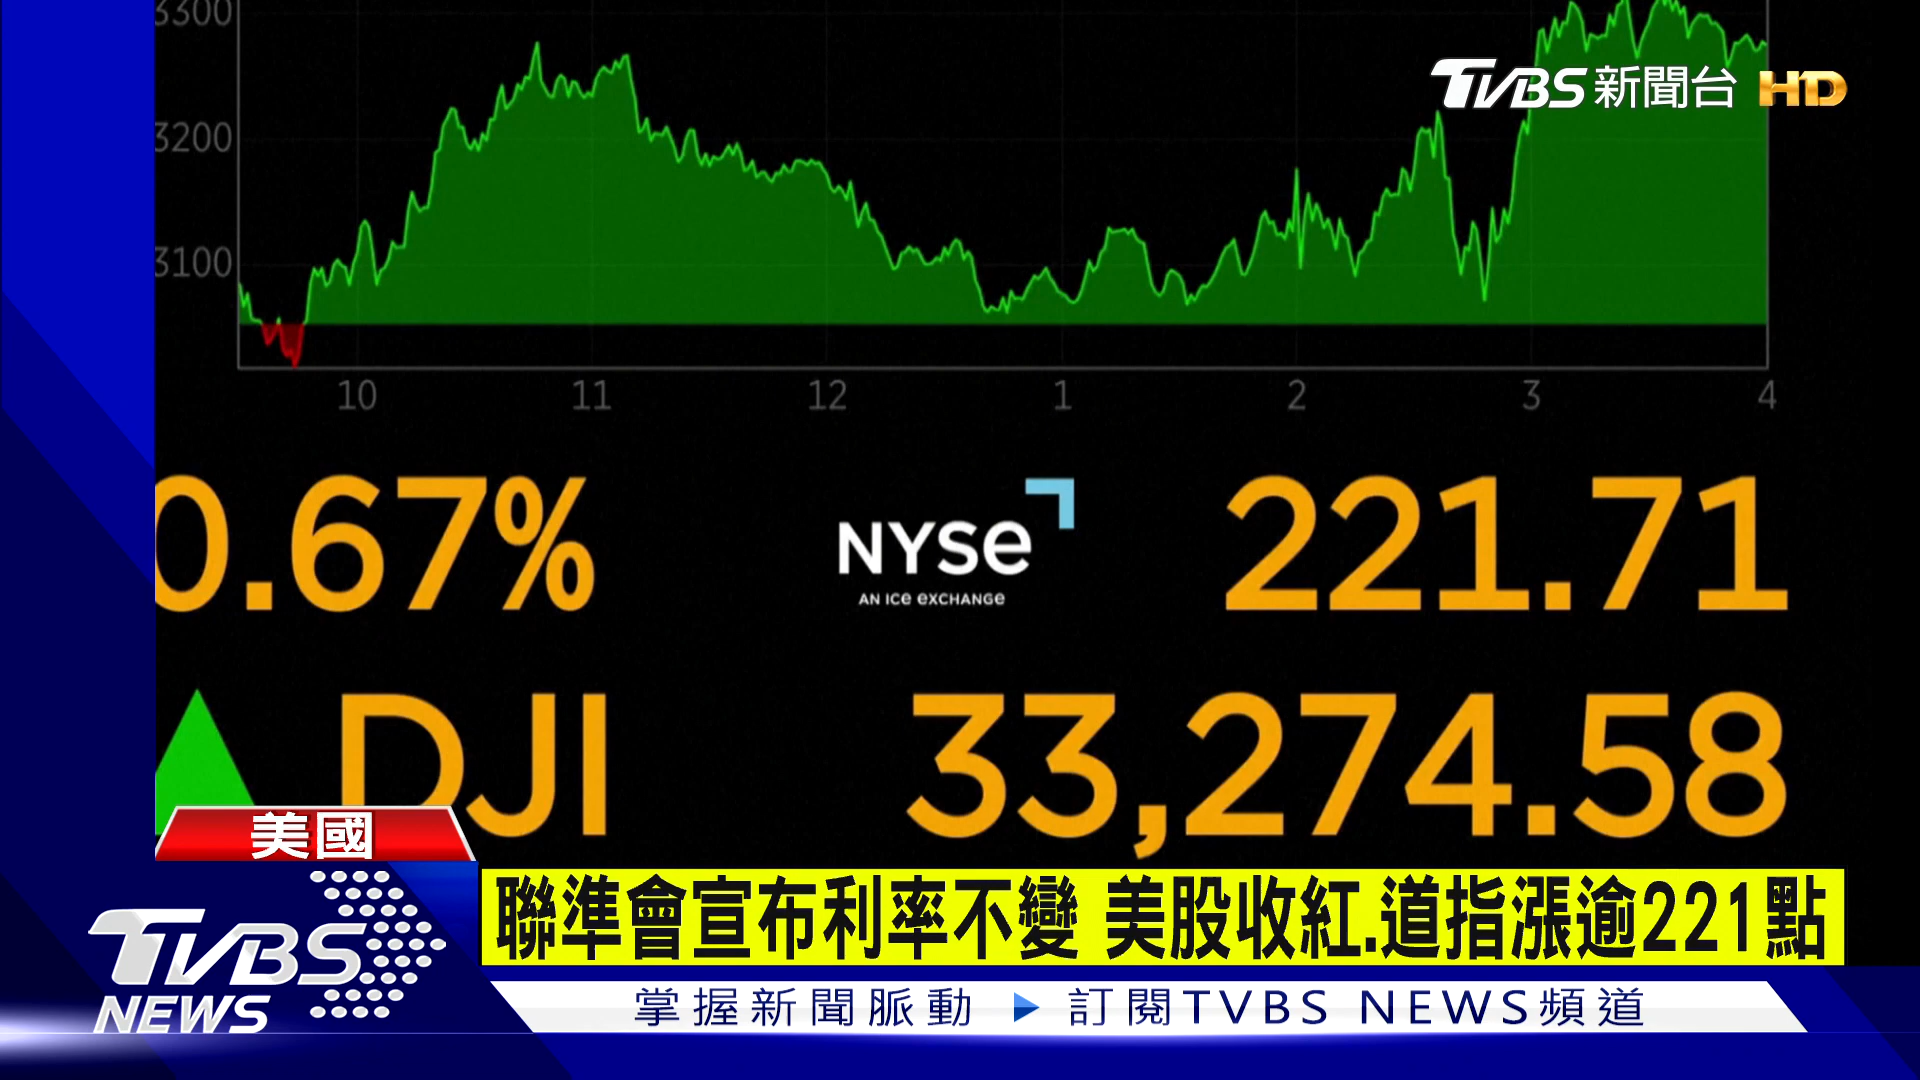 3300
TVBS新聞台 HD
3200
3100
10 11 12 1 2 3 4
0.67%
NYSE
AN ICE EXCHANGE
221.71
DJI 33,274.58
美國
聯準會宣布利率不變 美股收紅.道指漲逾221點
TVBS
NEWS
掌握新聞脈動 訂閱TVBS NEWS頻道